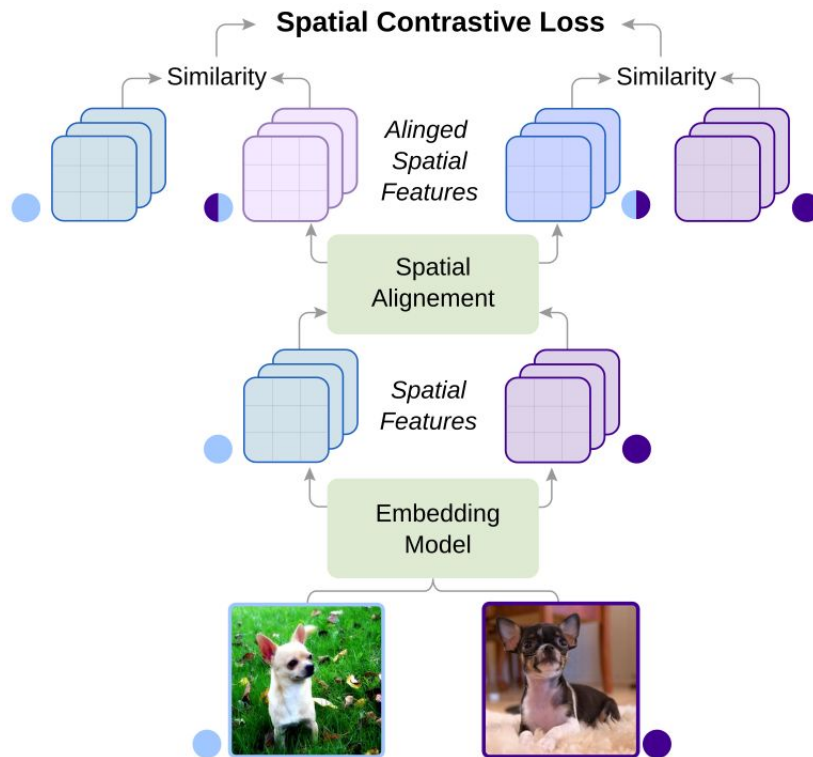 Spatial Contrastive Loss
Similarity
Similarity
Alinged
Spatial
Features
Spatial
Alignement
Spatial
Features
Embedding
Model